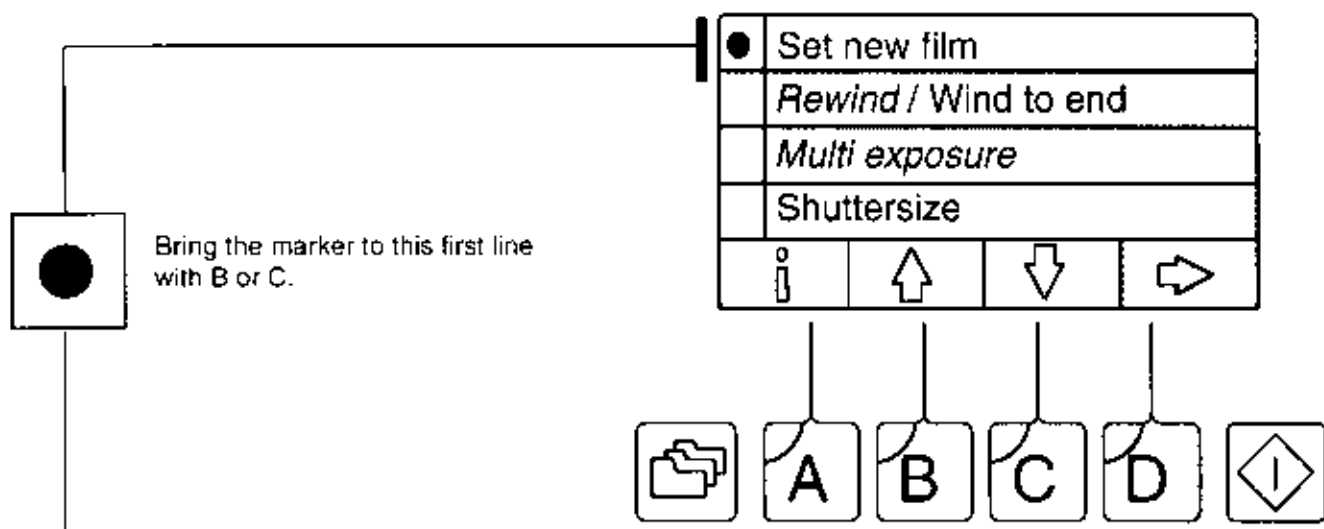 Set new film
Rewind / Wind to end
Multi exposure
Shuttersize
Bring the marker to this first line
with B or C.
i
A B C D